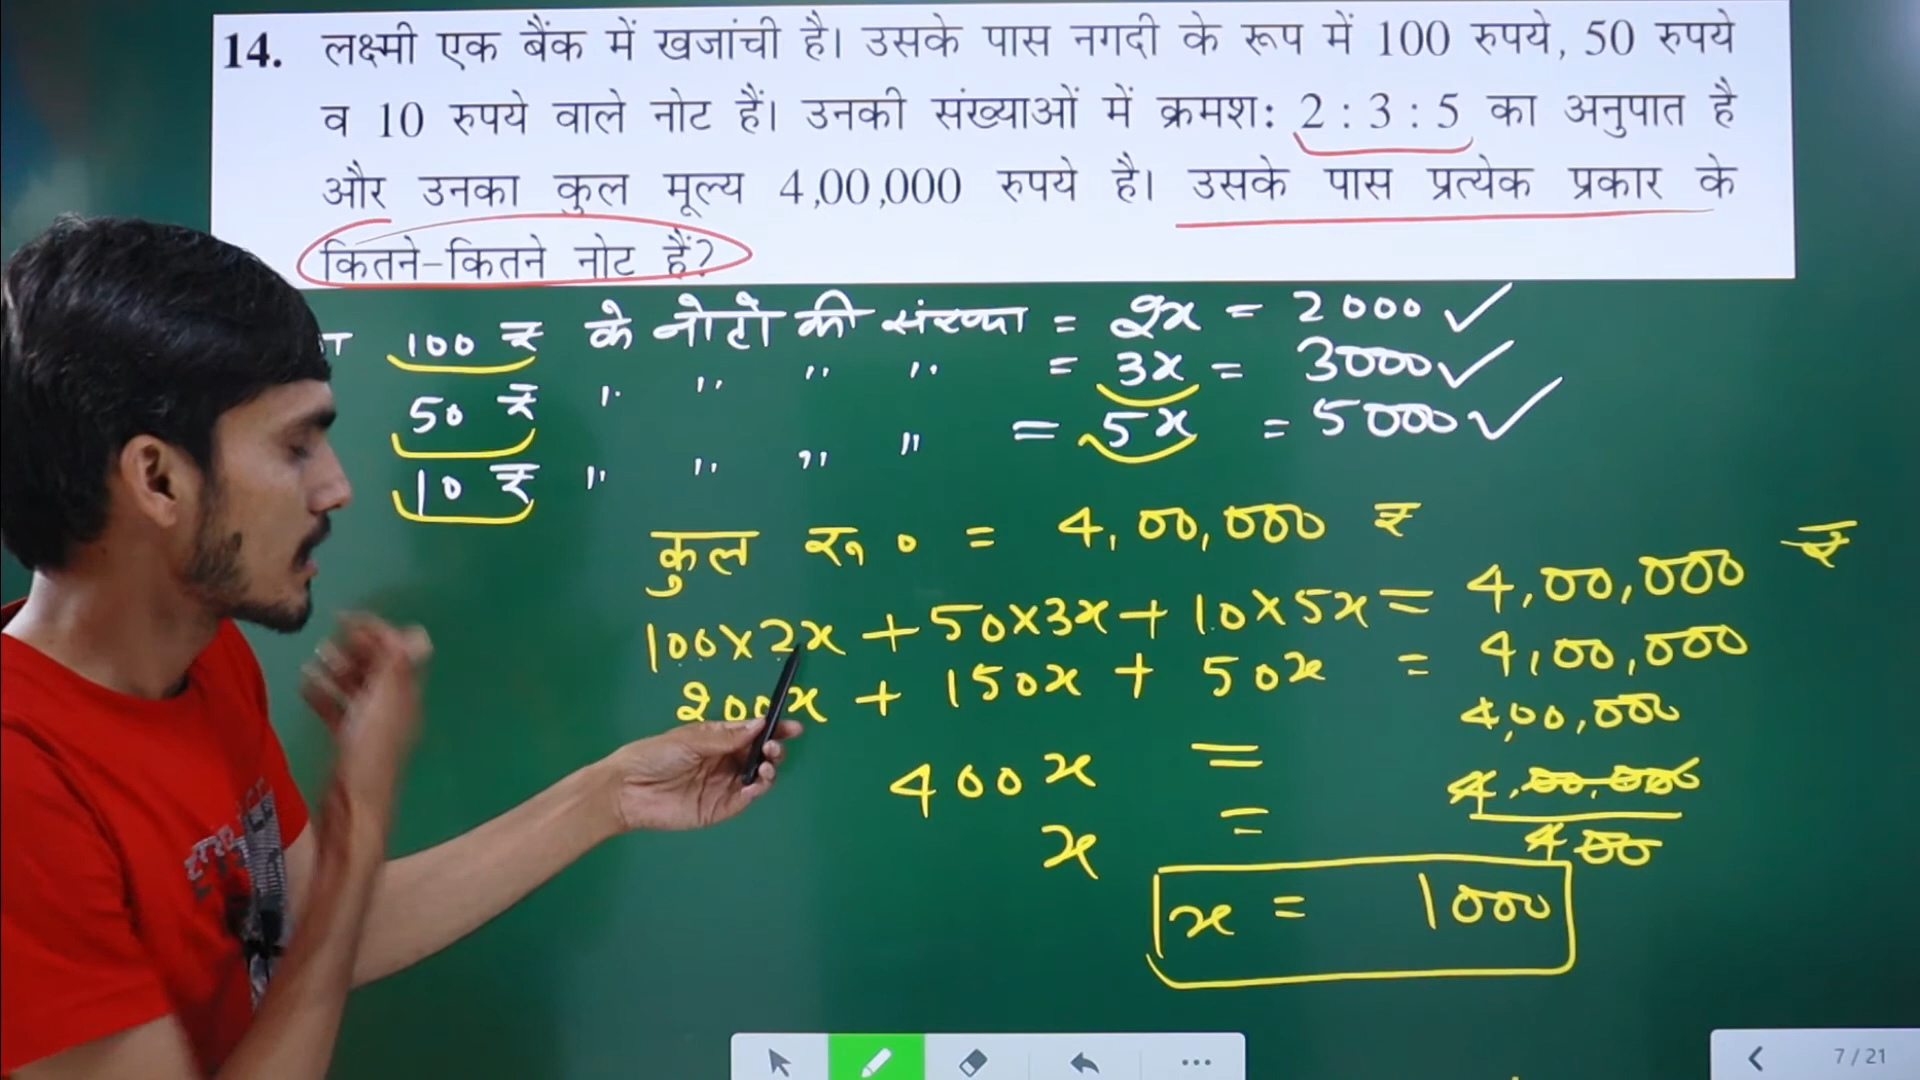 14. लक्ष्मी एक बैंक में खजांची है। उसके पास नगदी के रूप में 100 रुपये, 50 रुपये
व 10 रुपये वाले नोट हैं। उनकी संख्याओं में क्रमश: 2 : 3 : 5 का अनुपात है
और उनका कुल मूल्य 4,00,000 रुपये है। उसके पास प्रत्येक प्रकार के
कितने-कितने नोट हैं?
100 ₹ के नोटो की संख्या = 2x = 2000 ✓
50 ₹ " " " " = 3x = 3000 ✓
10 ₹ " " " " = 5x = 5000 ✓
कुल रू० = 4,00,000 ₹
100×2x + 50×3x + 10×5x = 4,00,000 ₹
200x + 150x + 50x = 4,00,000
400x = 4,00,000
x = 4,00,000
400
x = 1000
7 / 21